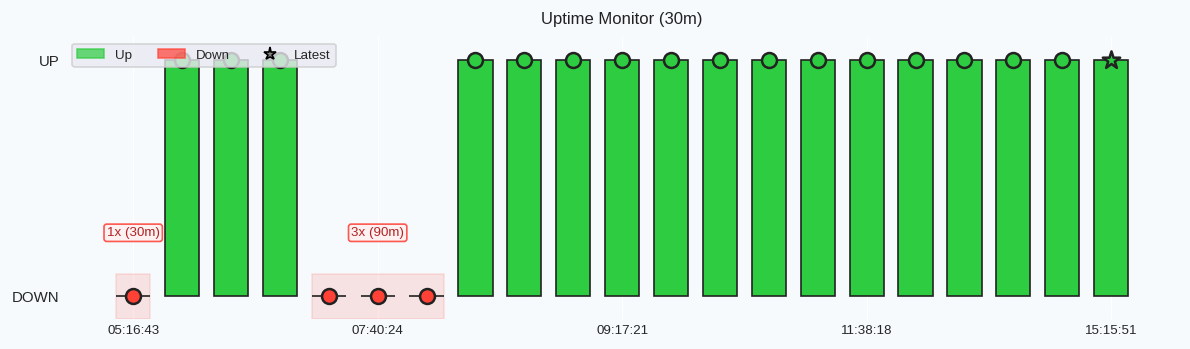 Uptime Monitor (30m)
Up Down Latest
UP
1x (30m) 3x (90m)
DOWN
05:16:43 07:40:24 09:17:21 11:38:18 15:15:51